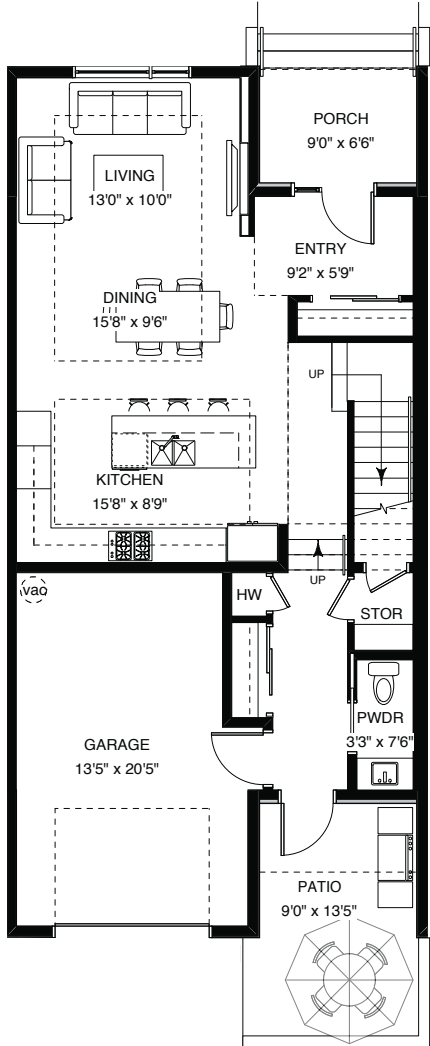 PORCH
9'0" x 6'6"
LIVING
13'0" x 10'0"
ENTRY
9'2" x 5'9"
DINING
15'8" x 9'6"
UP
KITCHEN
15'8" x 8'9"
UP
vac
HW
STOR
PWDR
3'3" x 7'6"
GARAGE
13'5" x 20'5"
PATIO
9'0" x 13'5"